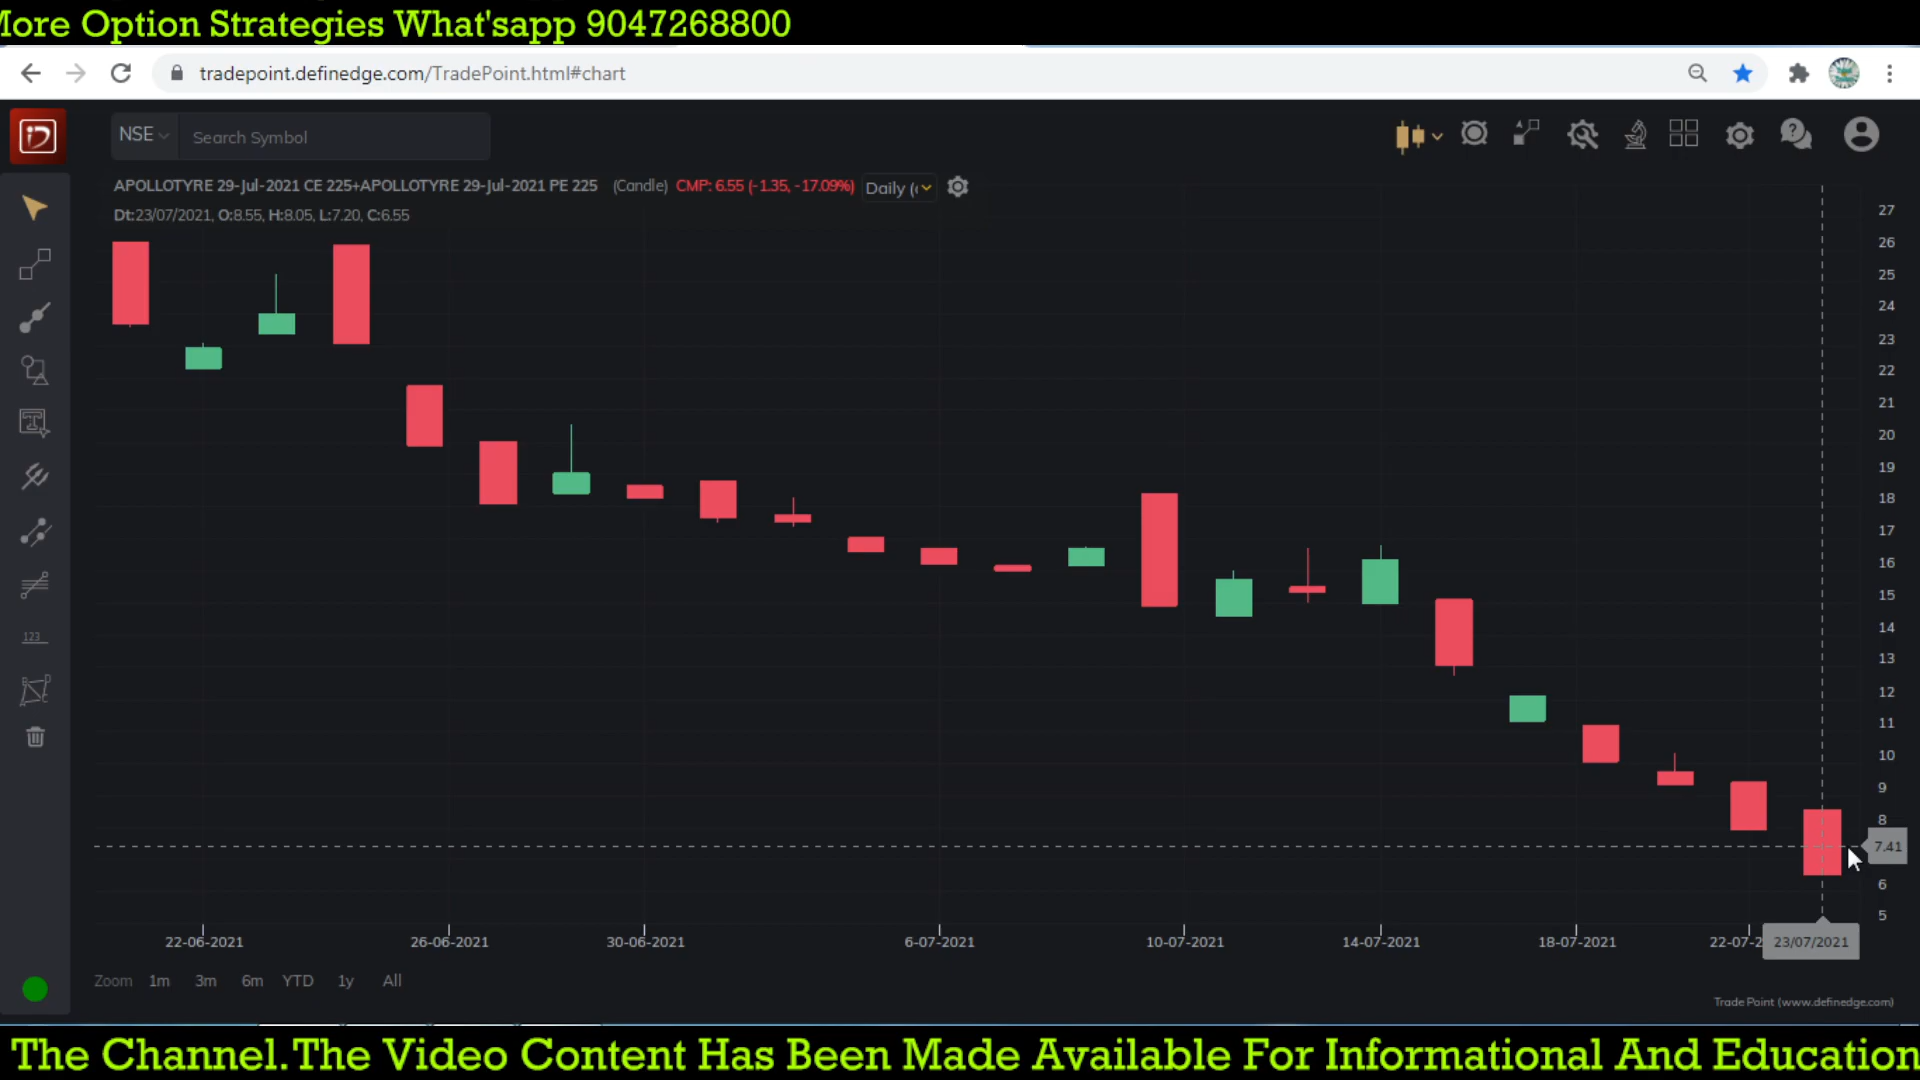 More Option Strategies What'sapp 9047268800
tradepoint.definedge.com/TradePoint.html#chart
NSE Search Symbol
APOLLOTYRE 29-Jul-2021 CE 225+APOLLOTYRE 29-Jul-2021 PE 225 (Candle) CMP: 6.55 (-1.35, -17.09%) Daily (
Dt:23/07/2021, O:8.55, H:8.05, L:7.20, C:6.55
27
26
25
24
23
22
21
20
19
18
17
16
15
14
13
12
11
10
9
8
7.41
6
5
123
22-06-2021 26-06-2021 30-06-2021 6-07-2021 10-07-2021 14-07-2021 18-07-2021 22-07-2 23/07/2021
Zoom 1m 3m 6m YTD 1y All
Trade Point (www.definedge.com)
The Channel.The Video Content Has Been Made Available For Informational And Education